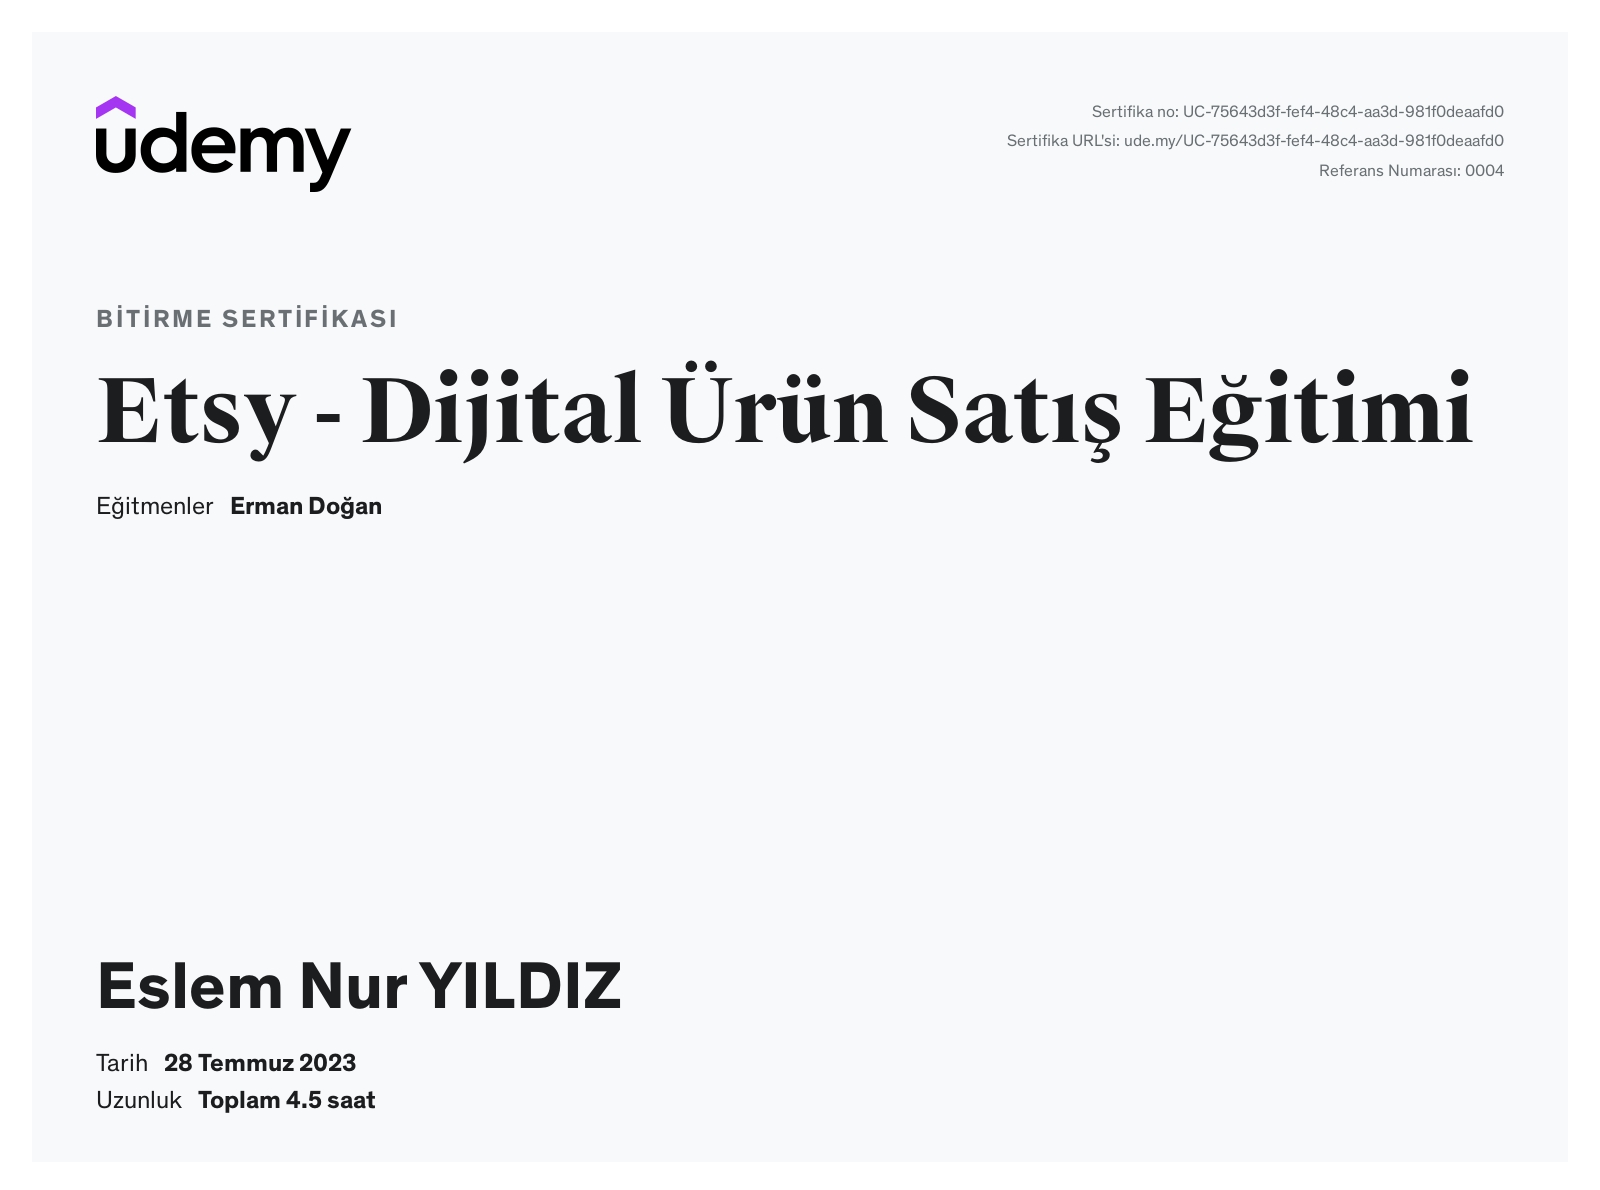 udemy
Sertifika no: UC-75643d3f-fef4-48c4-aa3d-981f0deaafd0
Sertifika URL'si: ude.my/UC-75643d3f-fef4-48c4-aa3d-981f0deaafd0
Referans Numarası: 0004
BİTİRME SERTİFİKASI
Etsy - Dijital Ürün Satış Eğitimi
Eğitmenler Erman Doğan
Eslem Nur YILDIZ
Tarih 28 Temmuz 2023
Uzunluk Toplam 4.5 saat